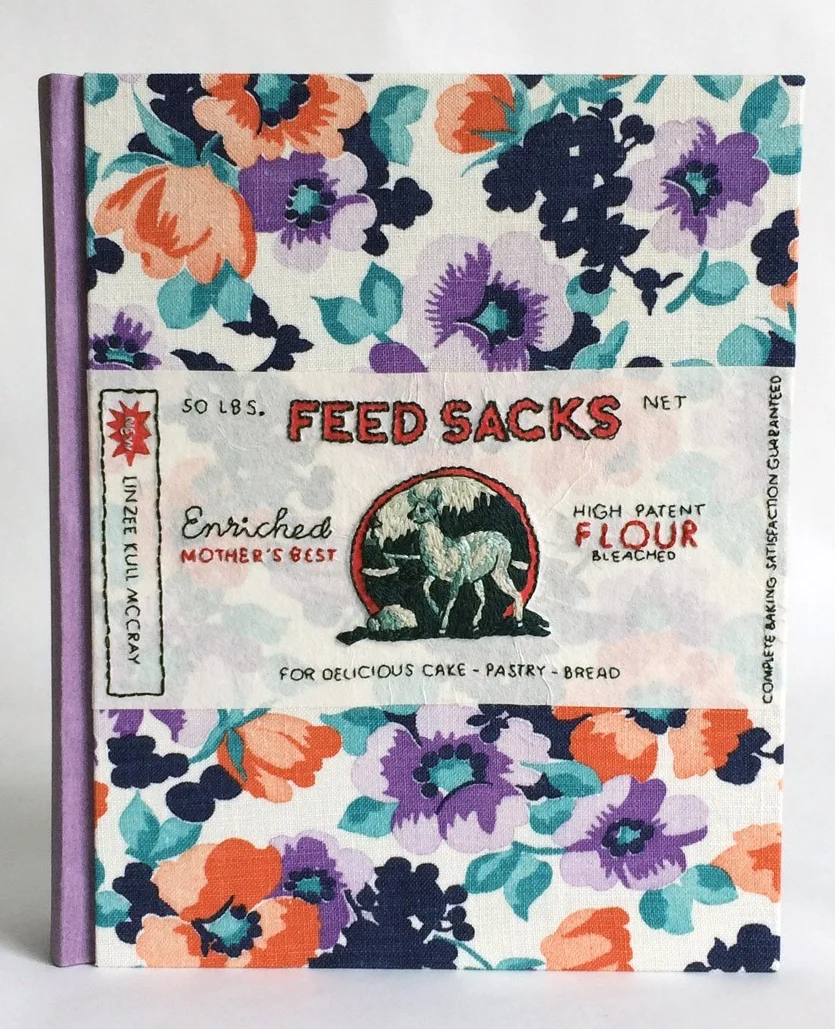 50 LBS.
FEED SACKS
NET
NEW
LINZEE KULL MCCRAY
Enriched
MOTHER'S BEST
HIGH PATENT
FLOUR
BLEACHED
FOR DELICIOUS CAKE - PASTRY - BREAD
COMPLETE BAKING SATISFACTION GUARANTEED